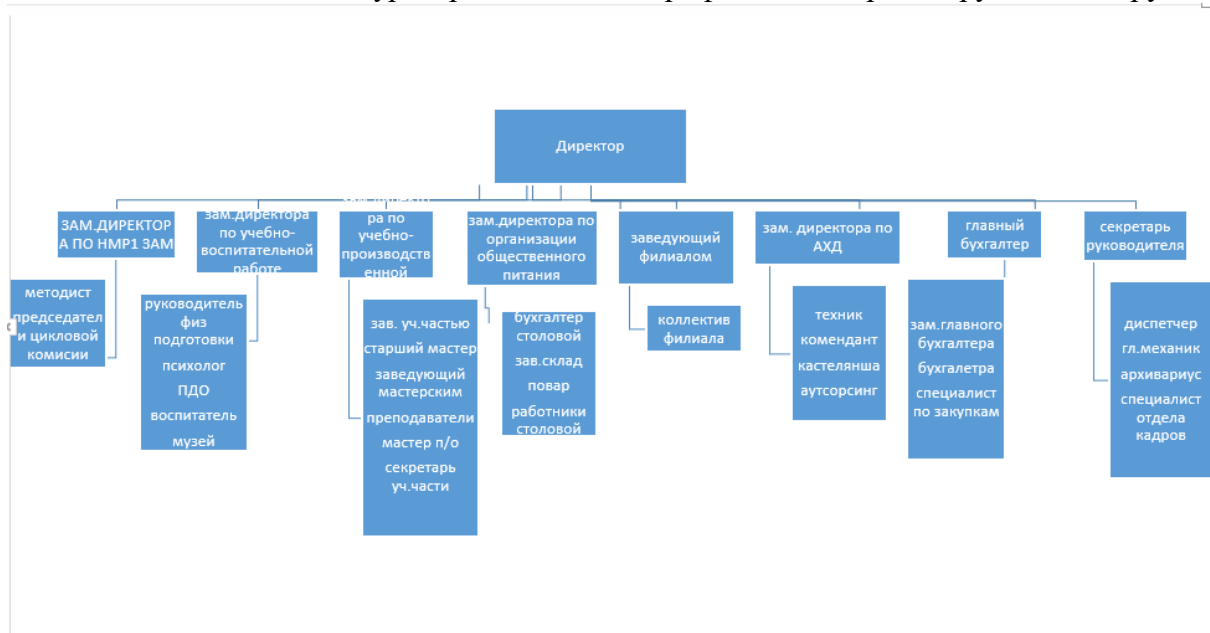 Директор
ЗАМ.ДИРЕКТОР
А ПО НМР1 ЗАМ
зам.директора
по учебно-
воспитательной
работе
зам.директо
ра по
учебно-
производств
енной
зам.директора по
организации
общественного
питания
заведующий
филиалом
зам. директора по
АХД
главный
бухгалтер
секретарь
руководителя
методист
председател
и цикловой
комисии
руководитель
физ
подготовки
психолог
ПДО
воспитатель
музей
зав. уч.частью
старший мастер
заведующий
мастерским
преподаватели
мастер п/о
секретарь
уч.части
бухгалтер
столовой
зав.склад
повар
работники
столовой
коллектив
филиала
техник
комендант
кастелянша
аутсорсинг
зам.главного
бухгалтера
бухгалетра
специалист
по закупкам
диспетчер
гл.механик
архивариус
специалист
отдела
кадров